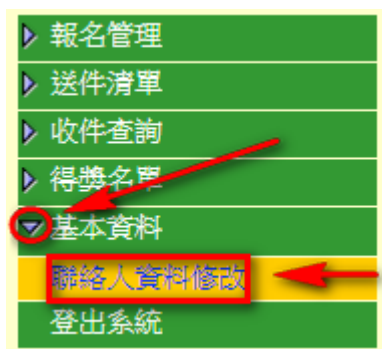 報名管理
送件清單
收件查詢
得獎名單
基本資料
聯絡人資料修改
登出系統